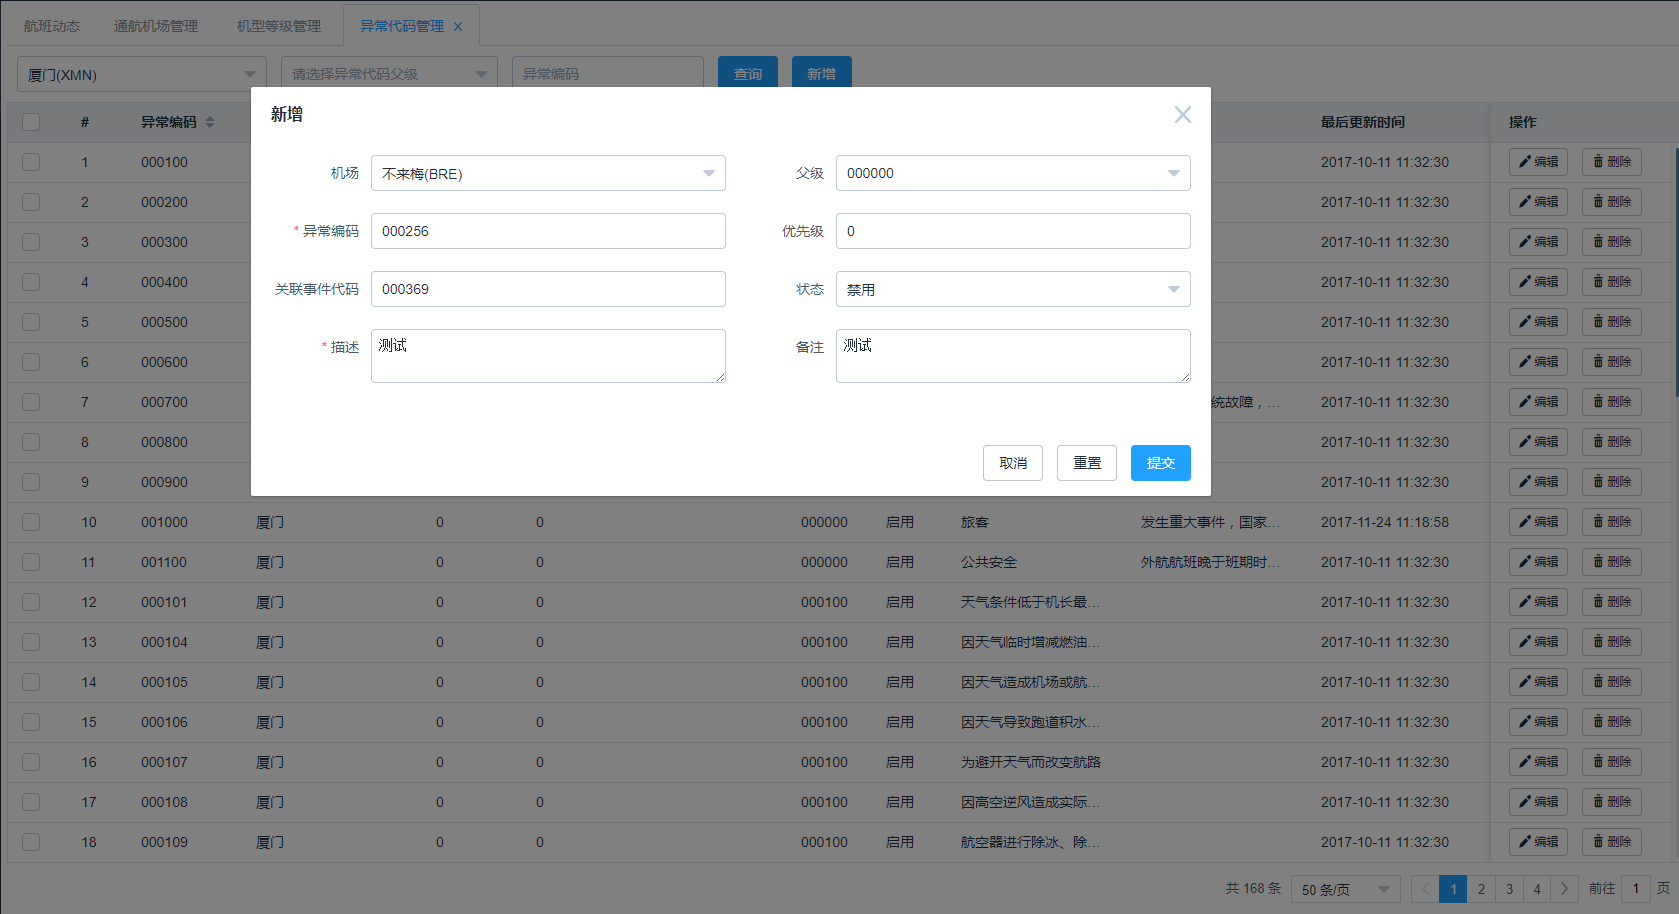 航班动态 通航机场管理 机型等级管理 异常代码管理
厦门(XMN) 请选择异常代码父级 异常编码 查询 新增
新增
机场 不来梅(BRE) 父级 000000
* 异常编码 000256 优先级 0
关联事件代码 000369 状态 禁用
* 描述 测试 备注 测试
取消 重置 提交
# 异常编码 最后更新时间 操作
1 000100 2017-10-11 11:32:30 编辑 删除
2 000200 2017-10-11 11:32:30 编辑 删除
3 000300 2017-10-11 11:32:30 编辑 删除
4 000400 2017-10-11 11:32:30 编辑 删除
5 000500 2017-10-11 11:32:30 编辑 删除
6 000600 2017-10-11 11:32:30 编辑 删除
7 000700 统故障，... 2017-10-11 11:32:30 编辑 删除
8 000800 2017-10-11 11:32:30 编辑 删除
9 000900 2017-10-11 11:32:30 编辑 删除
10 001000 厦门 0 0 000000 启用 旅客 发生重大事件，国家... 2017-11-24 11:18:58 编辑 删除
11 001100 厦门 0 0 000000 启用 公共安全 外航航班晚于班期时... 2017-10-11 11:32:30 编辑 删除
12 000101 厦门 0 0 000100 启用 天气条件低于机长最... 2017-10-11 11:32:30 编辑 删除
13 000104 厦门 0 0 000100 启用 因天气临时增减燃油... 2017-10-11 11:32:30 编辑 删除
14 000105 厦门 0 0 000100 启用 因天气造成机场或航... 2017-10-11 11:32:30 编辑 删除
15 000106 厦门 0 0 000100 启用 因天气导致跑道积水... 2017-10-11 11:32:30 编辑 删除
16 000107 厦门 0 0 000100 启用 为避开天气而改变航路 2017-10-11 11:32:30 编辑 删除
17 000108 厦门 0 0 000100 启用 因高空逆风造成实际... 2017-10-11 11:32:30 编辑 删除
18 000109 厦门 0 0 000100 启用 航空器进行除冰、除... 2017-10-11 11:32:30 编辑 删除
共 168 条 50 条/页 1 2 3 4 前往 1 页